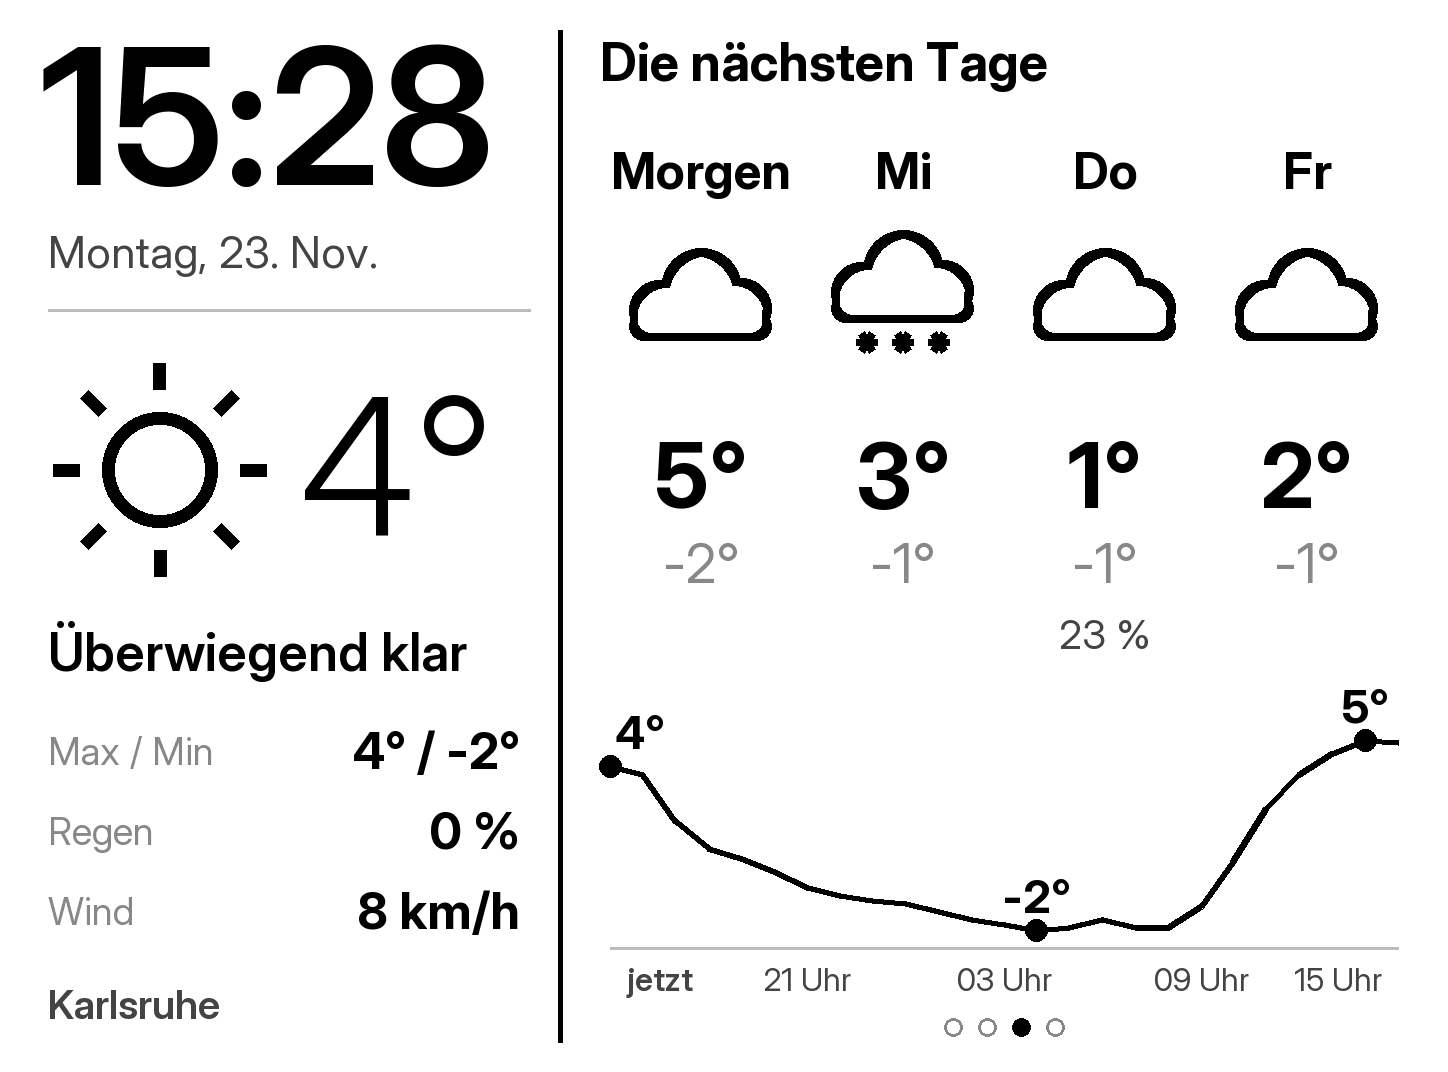 15:28
Montag, 23. Nov.
4°
Überwiegend klar
Max / Min 4° / -2°
Regen 0 %
Wind 8 km/h
Karlsruhe
Die nächsten Tage
Morgen Mi Do Fr
5° 3° 1° 2°
-2° -1° -1° -1°
23 %
4° 5°
-2°
jetzt 21 Uhr 03 Uhr 09 Uhr 15 Uhr